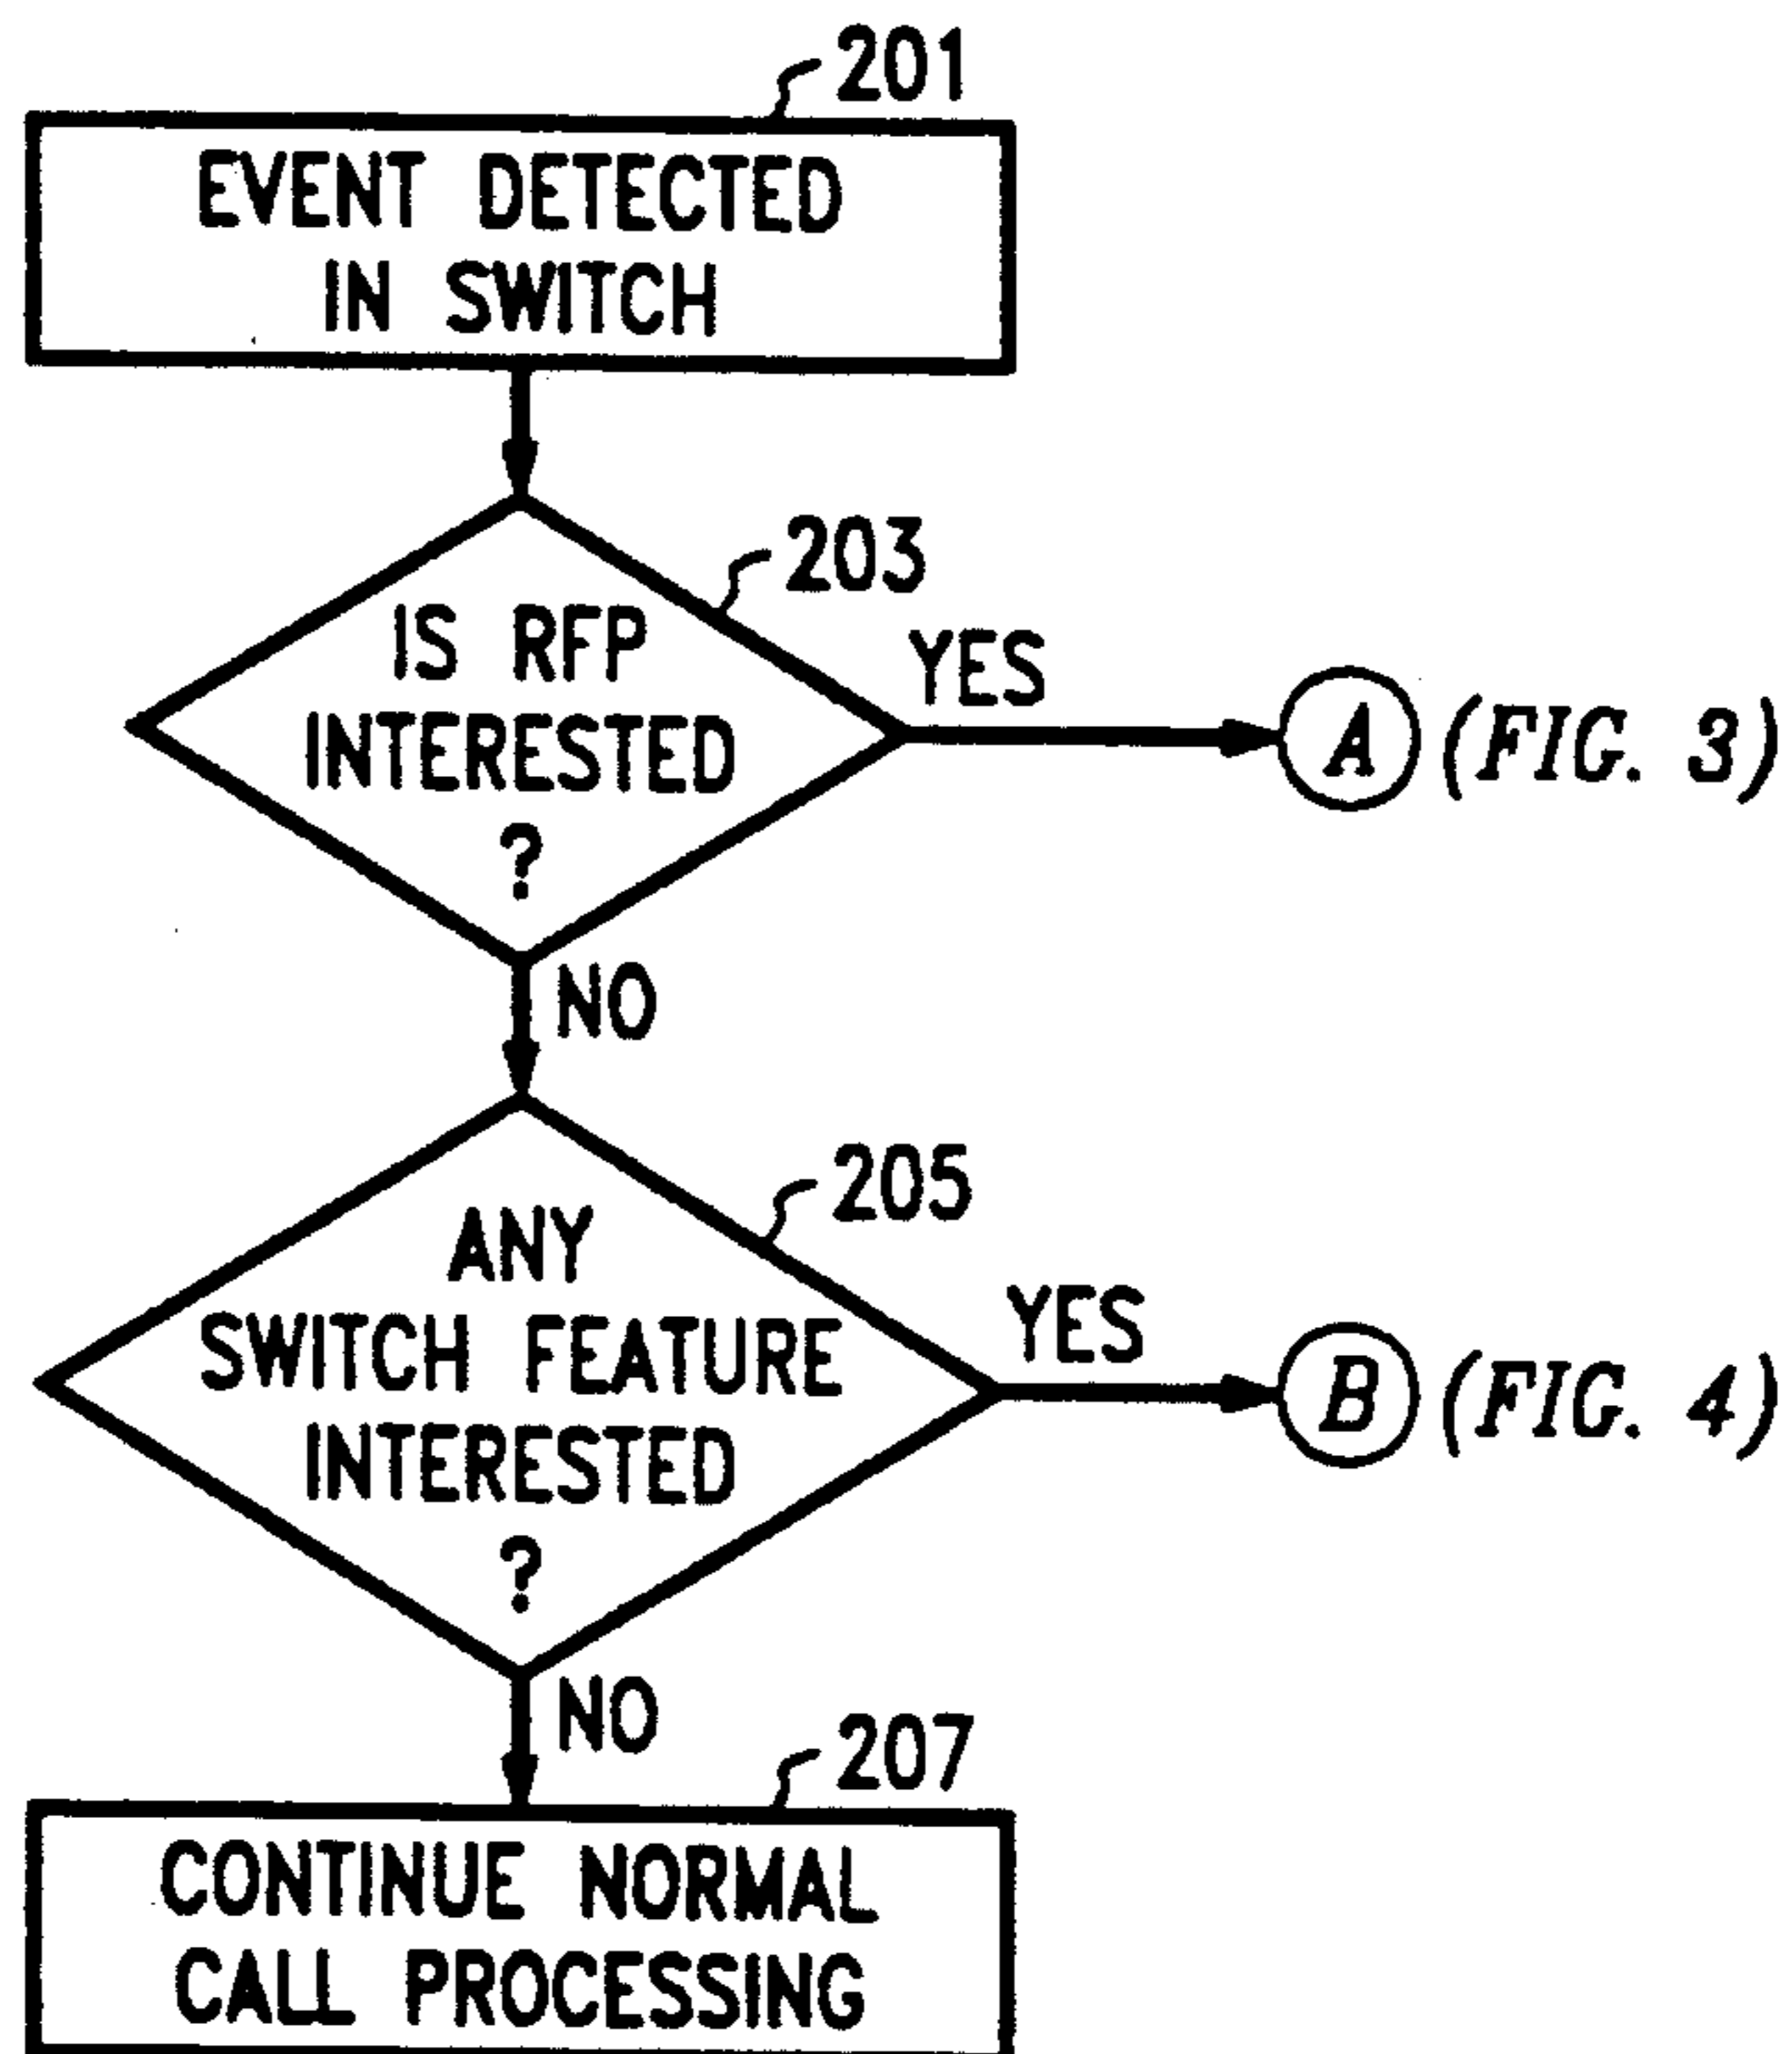 201
EVENT DETECTED
IN SWITCH
203
IS RFP
INTERESTED
?
YES
A (FIG. 3)
NO
205
ANY
SWITCH FEATURE
INTERESTED
?
YES
B (FIG. 4)
NO
207
CONTINUE NORMAL
CALL PROCESSING